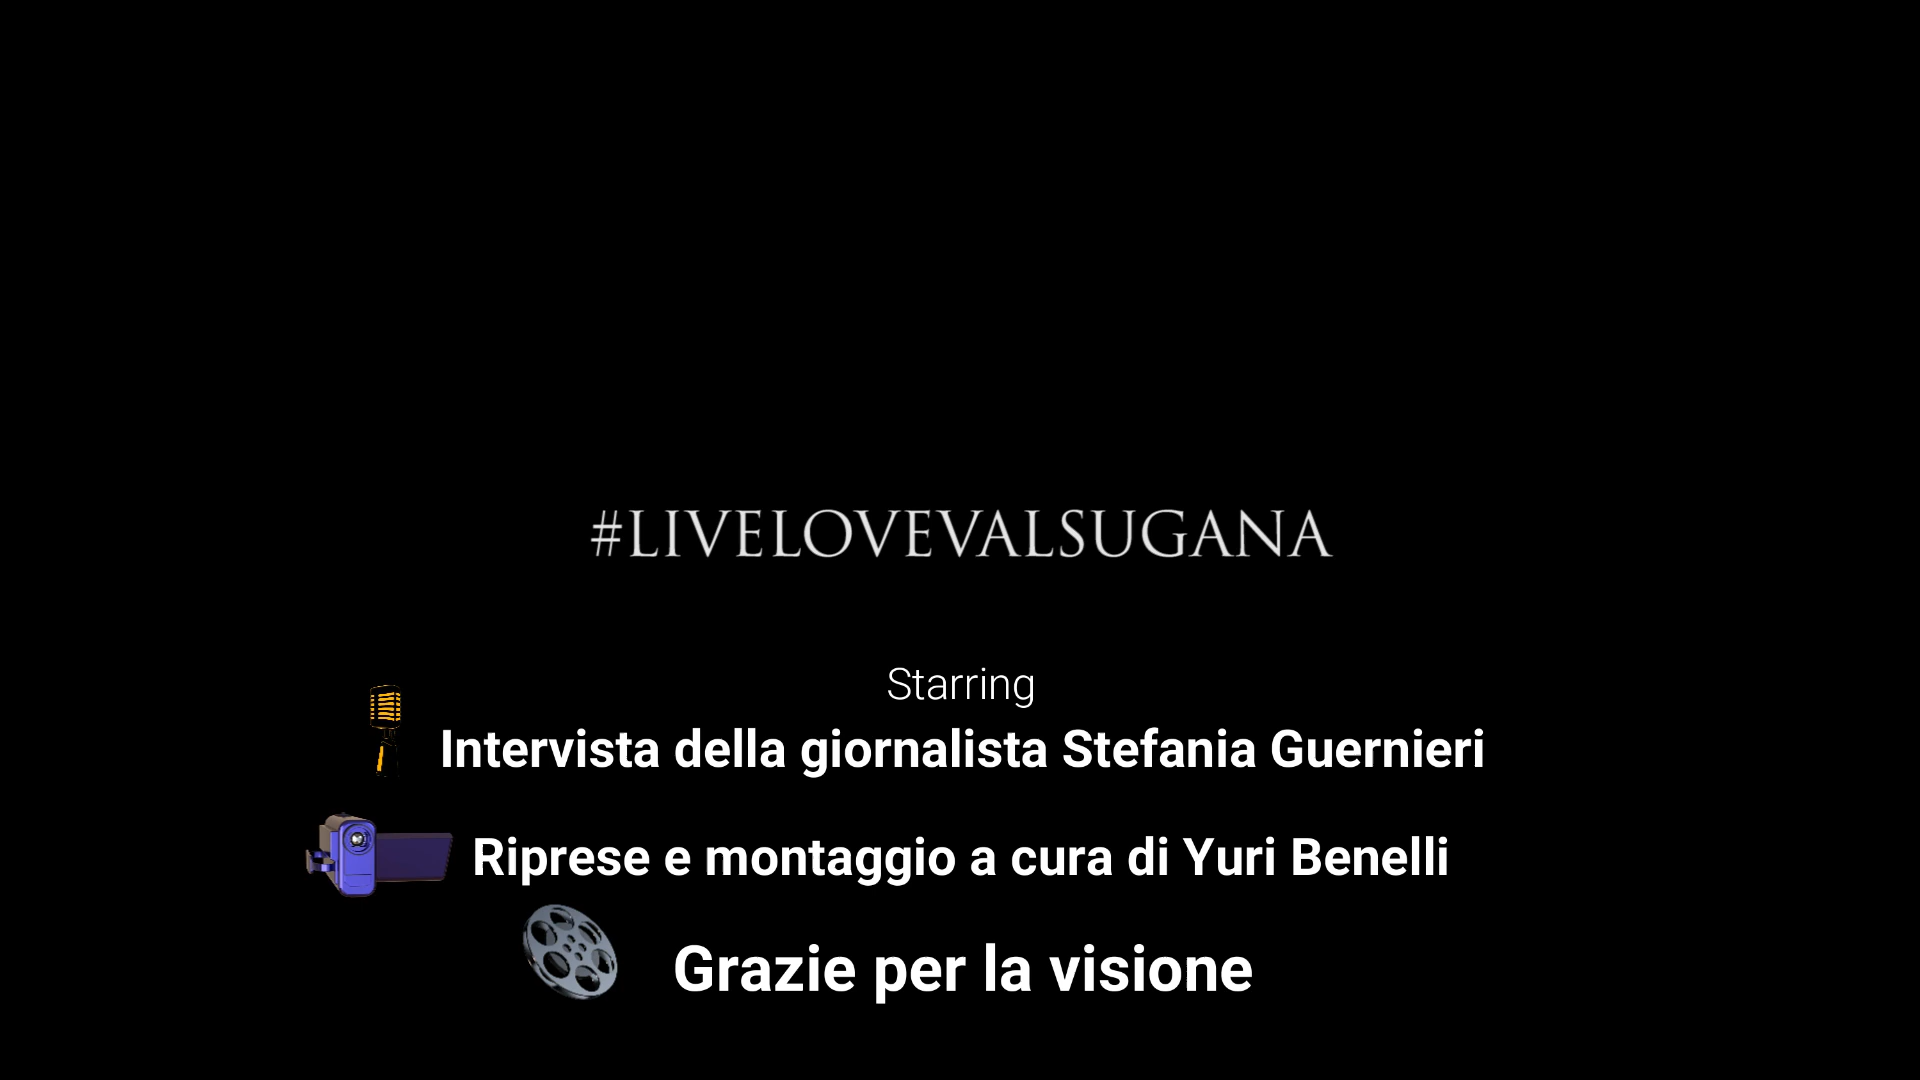 #LIVELOVEVALSUGANA
Starring
Intervista della giornalista Stefania Guernieri
Riprese e montaggio a cura di Yuri Benelli
Grazie per la visione